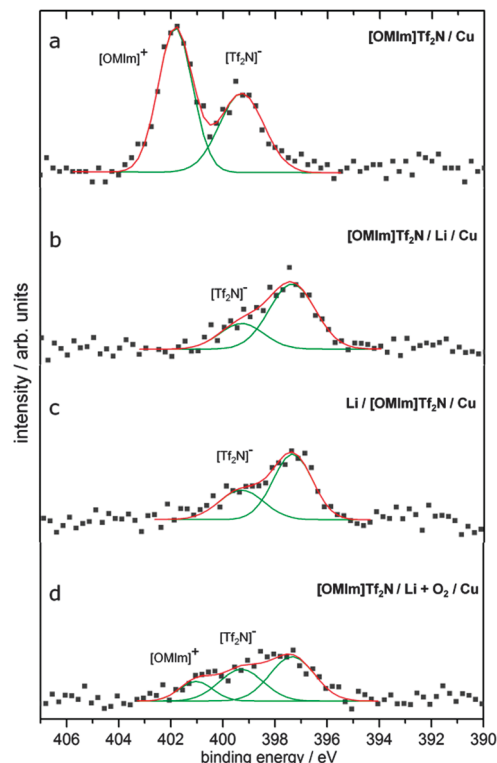 a
[OMIm]Tf₂N / Cu
[OMIm]⁺
[Tf₂N]⁻
b
[OMIm]Tf₂N / Li / Cu
[Tf₂N]⁻
c
Li / [OMIm]Tf₂N / Cu
[Tf₂N]⁻
d
[OMIm]Tf₂N / Li + O₂ / Cu
[OMIm]⁺
[Tf₂N]⁻
intensity / arb. units
406 404 402 400 398 396 394 392 390
binding energy / eV